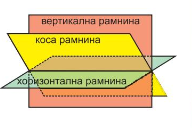 вертикална рамнина
коса рамнина
хоризонтална рамнина